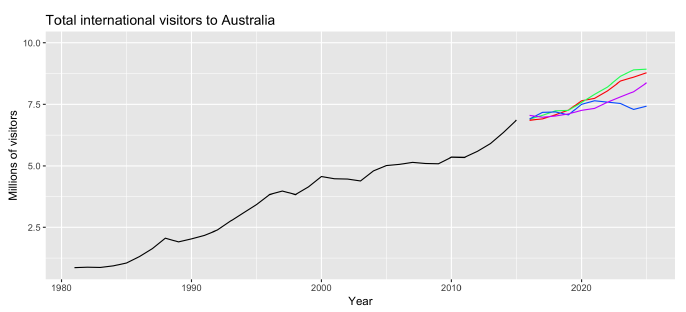 Total international visitors to Australia
10.0
7.5
5.0
2.5
Millions of visitors
1980 1990 2000 2010 2020
Year